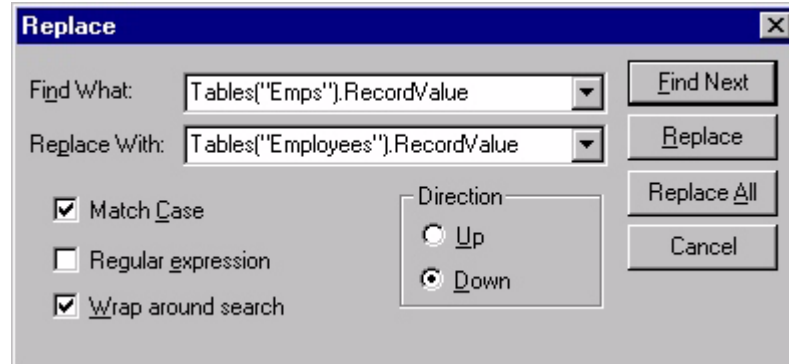 Replace
Find What: Tables("Emps").RecordValue Find Next
Replace With: Tables("Employees").RecordValue Replace
Match Case Direction Replace All
Up Cancel
Regular expression
Down
Wrap around search